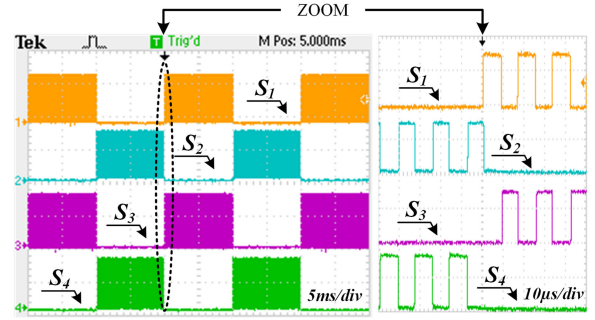 ZOOM
Tek
T Trig'd
M Pos: 5.000ms
S1
S1
1
S2
S2
2
S3
S3
3
S4
S4
4
5ms/div
10μs/div